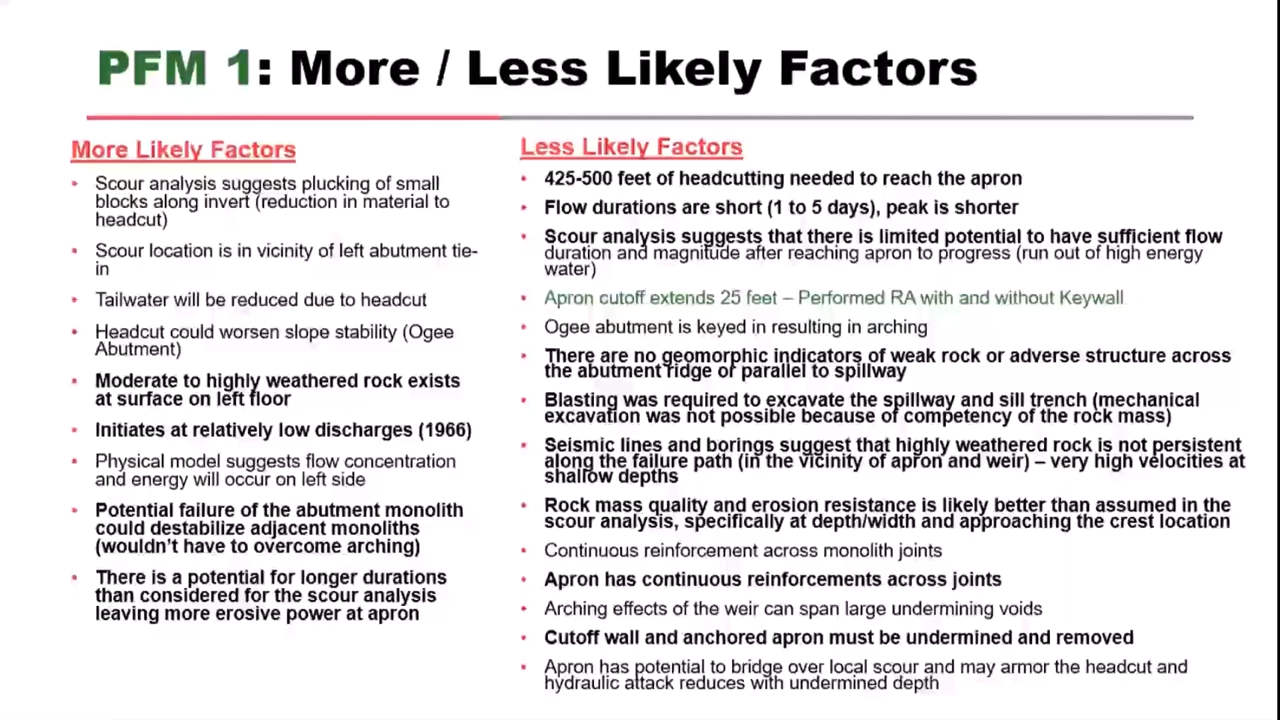 PFM 1: More / Less Likely Factors
More Likely Factors
• Scour analysis suggests plucking of small
blocks along invert (reduction in material to
headcut)
• Scour location is in vicinity of left abutment tie-
in
• Tailwater will be reduced due to headcut
• Headcut could worsen slope stability (Ogee
Abutment)
• Moderate to highly weathered rock exists
at surface on left floor
• Initiates at relatively low discharges (1966)
• Physical model suggests flow concentration
and energy will occur on left side
• Potential failure of the abutment monolith
could destabilize adjacent monoliths
(wouldn't have to overcome arching)
• There is a potential for longer durations
than considered for the scour analysis
leaving more erosive power at apron
Less Likely Factors
• 425-500 feet of headcutting needed to reach the apron
• Flow durations are short (1 to 5 days), peak is shorter
• Scour analysis suggests that there is limited potential to have sufficient flow
duration and magnitude after reaching apron to progress (run out of high energy
water)
• Apron cutoff extends 25 feet – Performed RA with and without Keywall
• Ogee abutment is keyed in resulting in arching
• There are no geomorphic indicators of weak rock or adverse structure across
the abutment ridge or parallel to spillway
• Blasting was required to excavate the spillway and sill trench (mechanical
excavation was not possible because of competency of the rock mass)
• Seismic lines and borings suggest that highly weathered rock is not persistent
along the failure path (in the vicinity of apron and weir) – very high velocities at
shallow depths
• Rock mass quality and erosion resistance is likely better than assumed in the
scour analysis, specifically at depth/width and approaching the crest location
• Continuous reinforcement across monolith joints
• Apron has continuous reinforcements across joints
• Arching effects of the weir can span large undermining voids
• Cutoff wall and anchored apron must be undermined and removed
• Apron has potential to bridge over local scour and may armor the headcut and
hydraulic attack reduces with undermined depth